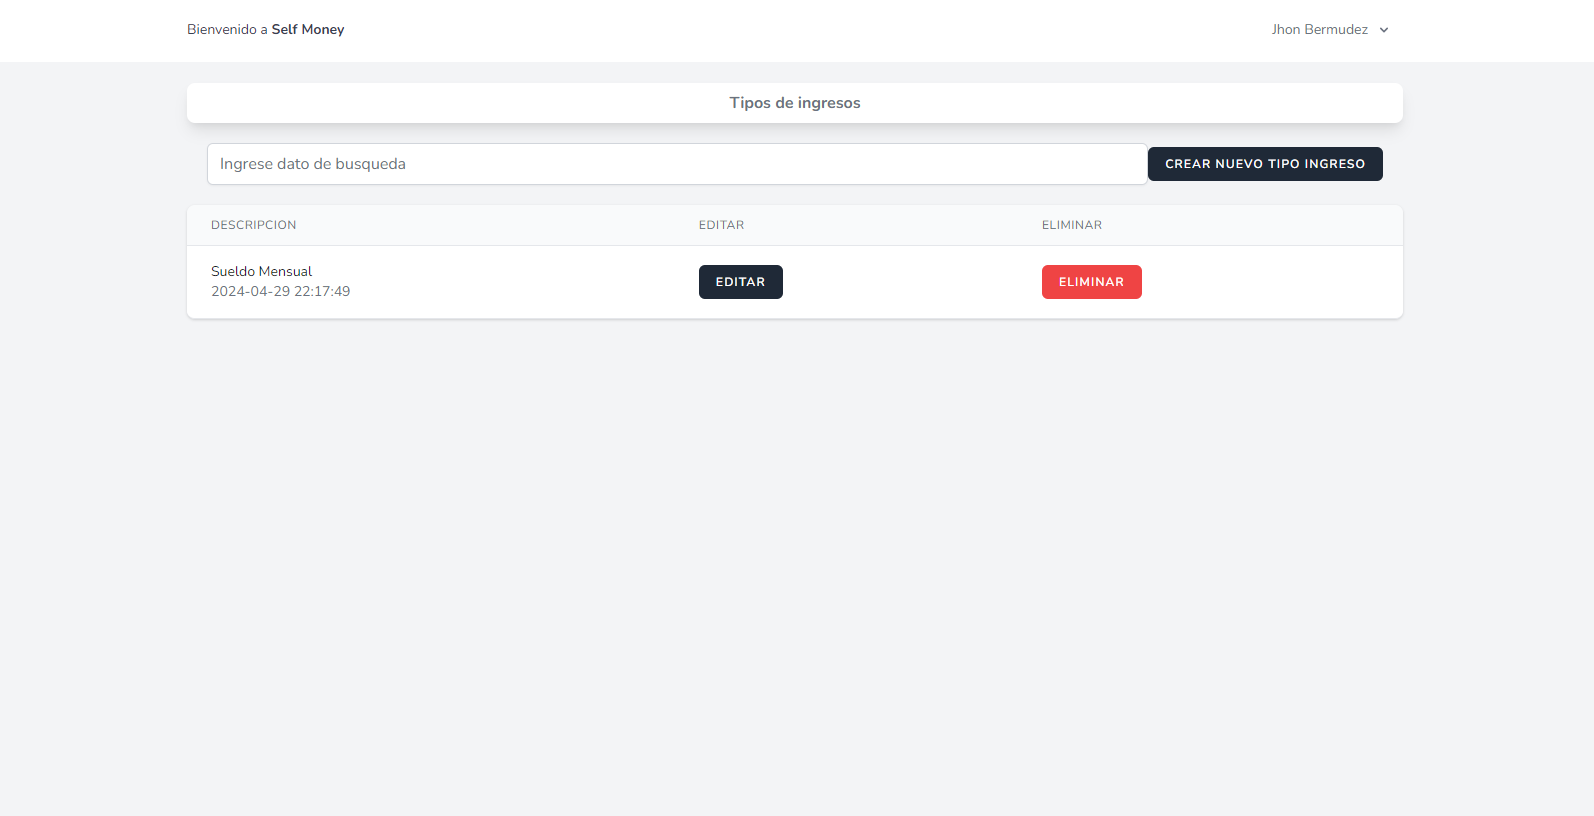 Bienvenido a Self Money
Jhon Bermudez
Tipos de ingresos
Ingrese dato de busqueda
CREAR NUEVO TIPO INGRESO
DESCRIPCION EDITAR ELIMINAR
Sueldo Mensual
2024-04-29 22:17:49
EDITAR
ELIMINAR